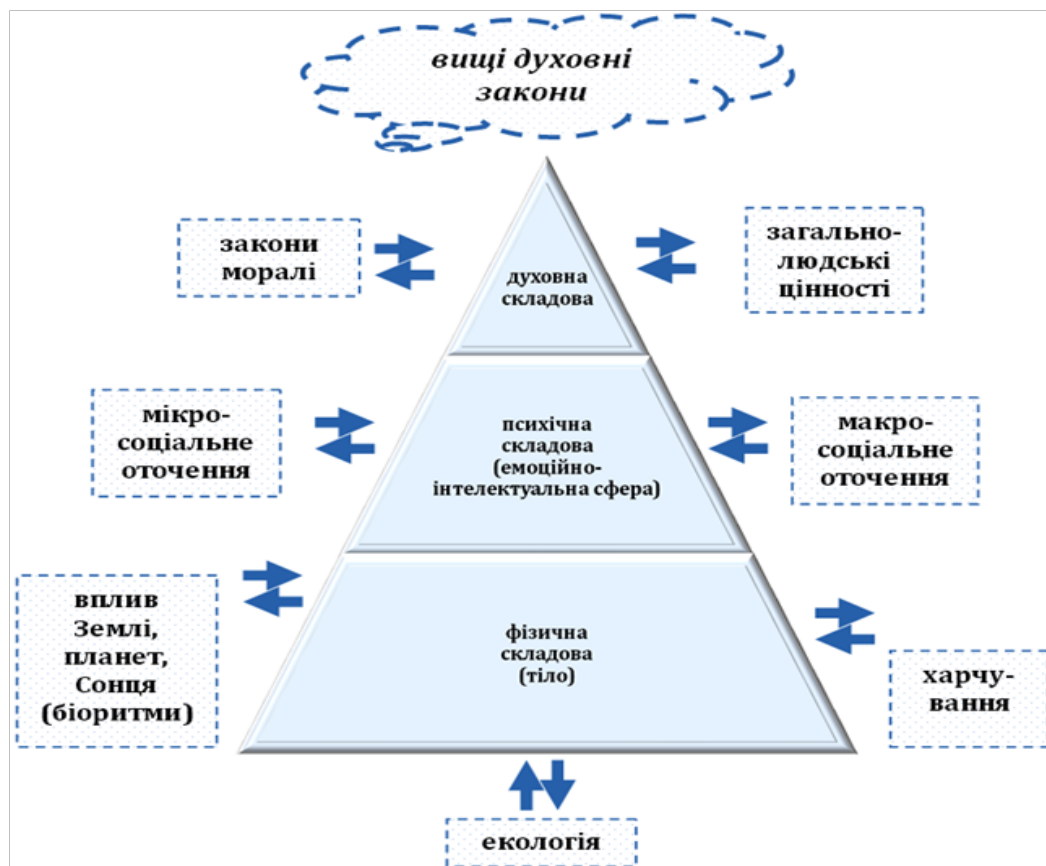 вищі духовні
закони
закони
моралі
загально-
людські
цінності
духовна
складова
мікро-
соціальне
оточення
психічна
складова
(емоційно-
інтелектуальна сфера)
макро-
соціальне
оточення
вплив
Землі,
планет,
Сонця
(біоритми)
фізична
складова
(тіло)
харчу-
вання
екологія